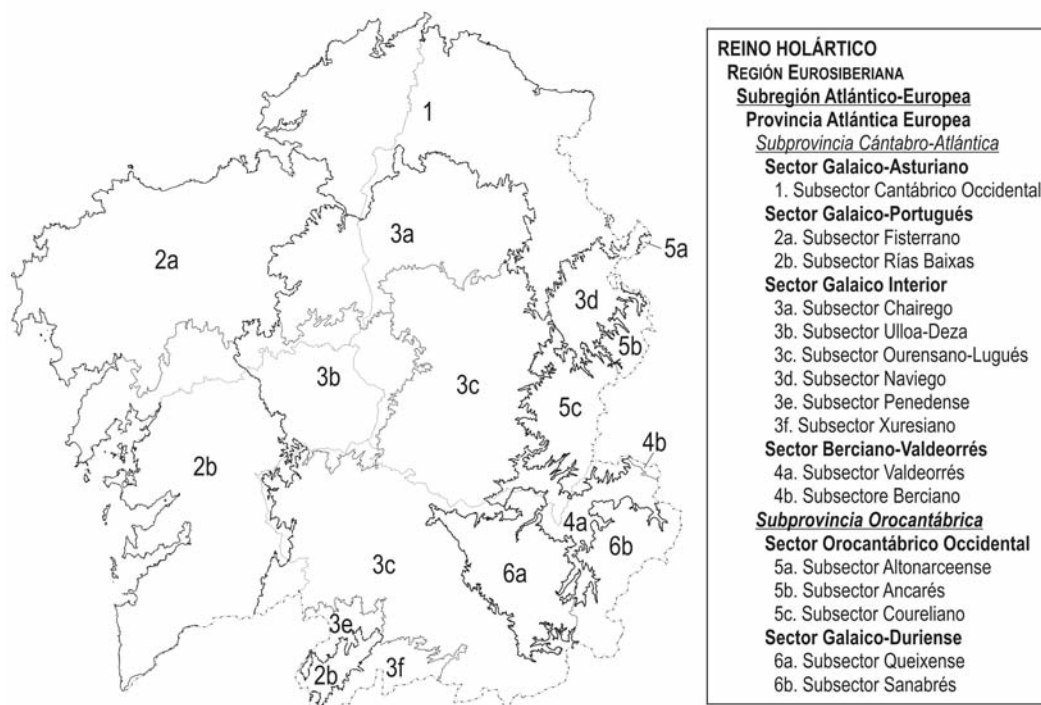 1
2a
3a
5a
3d
5b
3b
3c
5c
4b
2b
4a
6b
3c
6a
3e
2b
3f
REINO HOLÁRTICO
REGIÓN EUROSIBERIANA
Subregión Atlántico-Europea
Provincia Atlántica Europea
Subprovincia Cántabro-Atlántica
Sector Galaico-Asturiano
1. Subsector Cantábrico Occidental
Sector Galaico-Portugués
2a. Subsector Fisterrano
2b. Subsector Rías Baixas
Sector Galaico Interior
3a. Subsector Chairego
3b. Subsector Ulloa-Deza
3c. Subsector Ourensano-Lugués
3d. Subsector Naviego
3e. Subsector Penedense
3f. Subsector Xuresiano
Sector Berciano-Valdeorrés
4a. Subsector Valdeorrés
4b. Subsectore Berciano
Subprovincia Orocantábrica
Sector Orocantábrico Occidental
5a. Subsector Altonarceense
5b. Subsector Ancarés
5c. Subsector Coureliano
Sector Galaico-Duriense
6a. Subsector Queixense
6b. Subsector Sanabrés